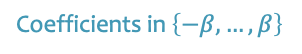 Coefficients in {−β, ..., β}